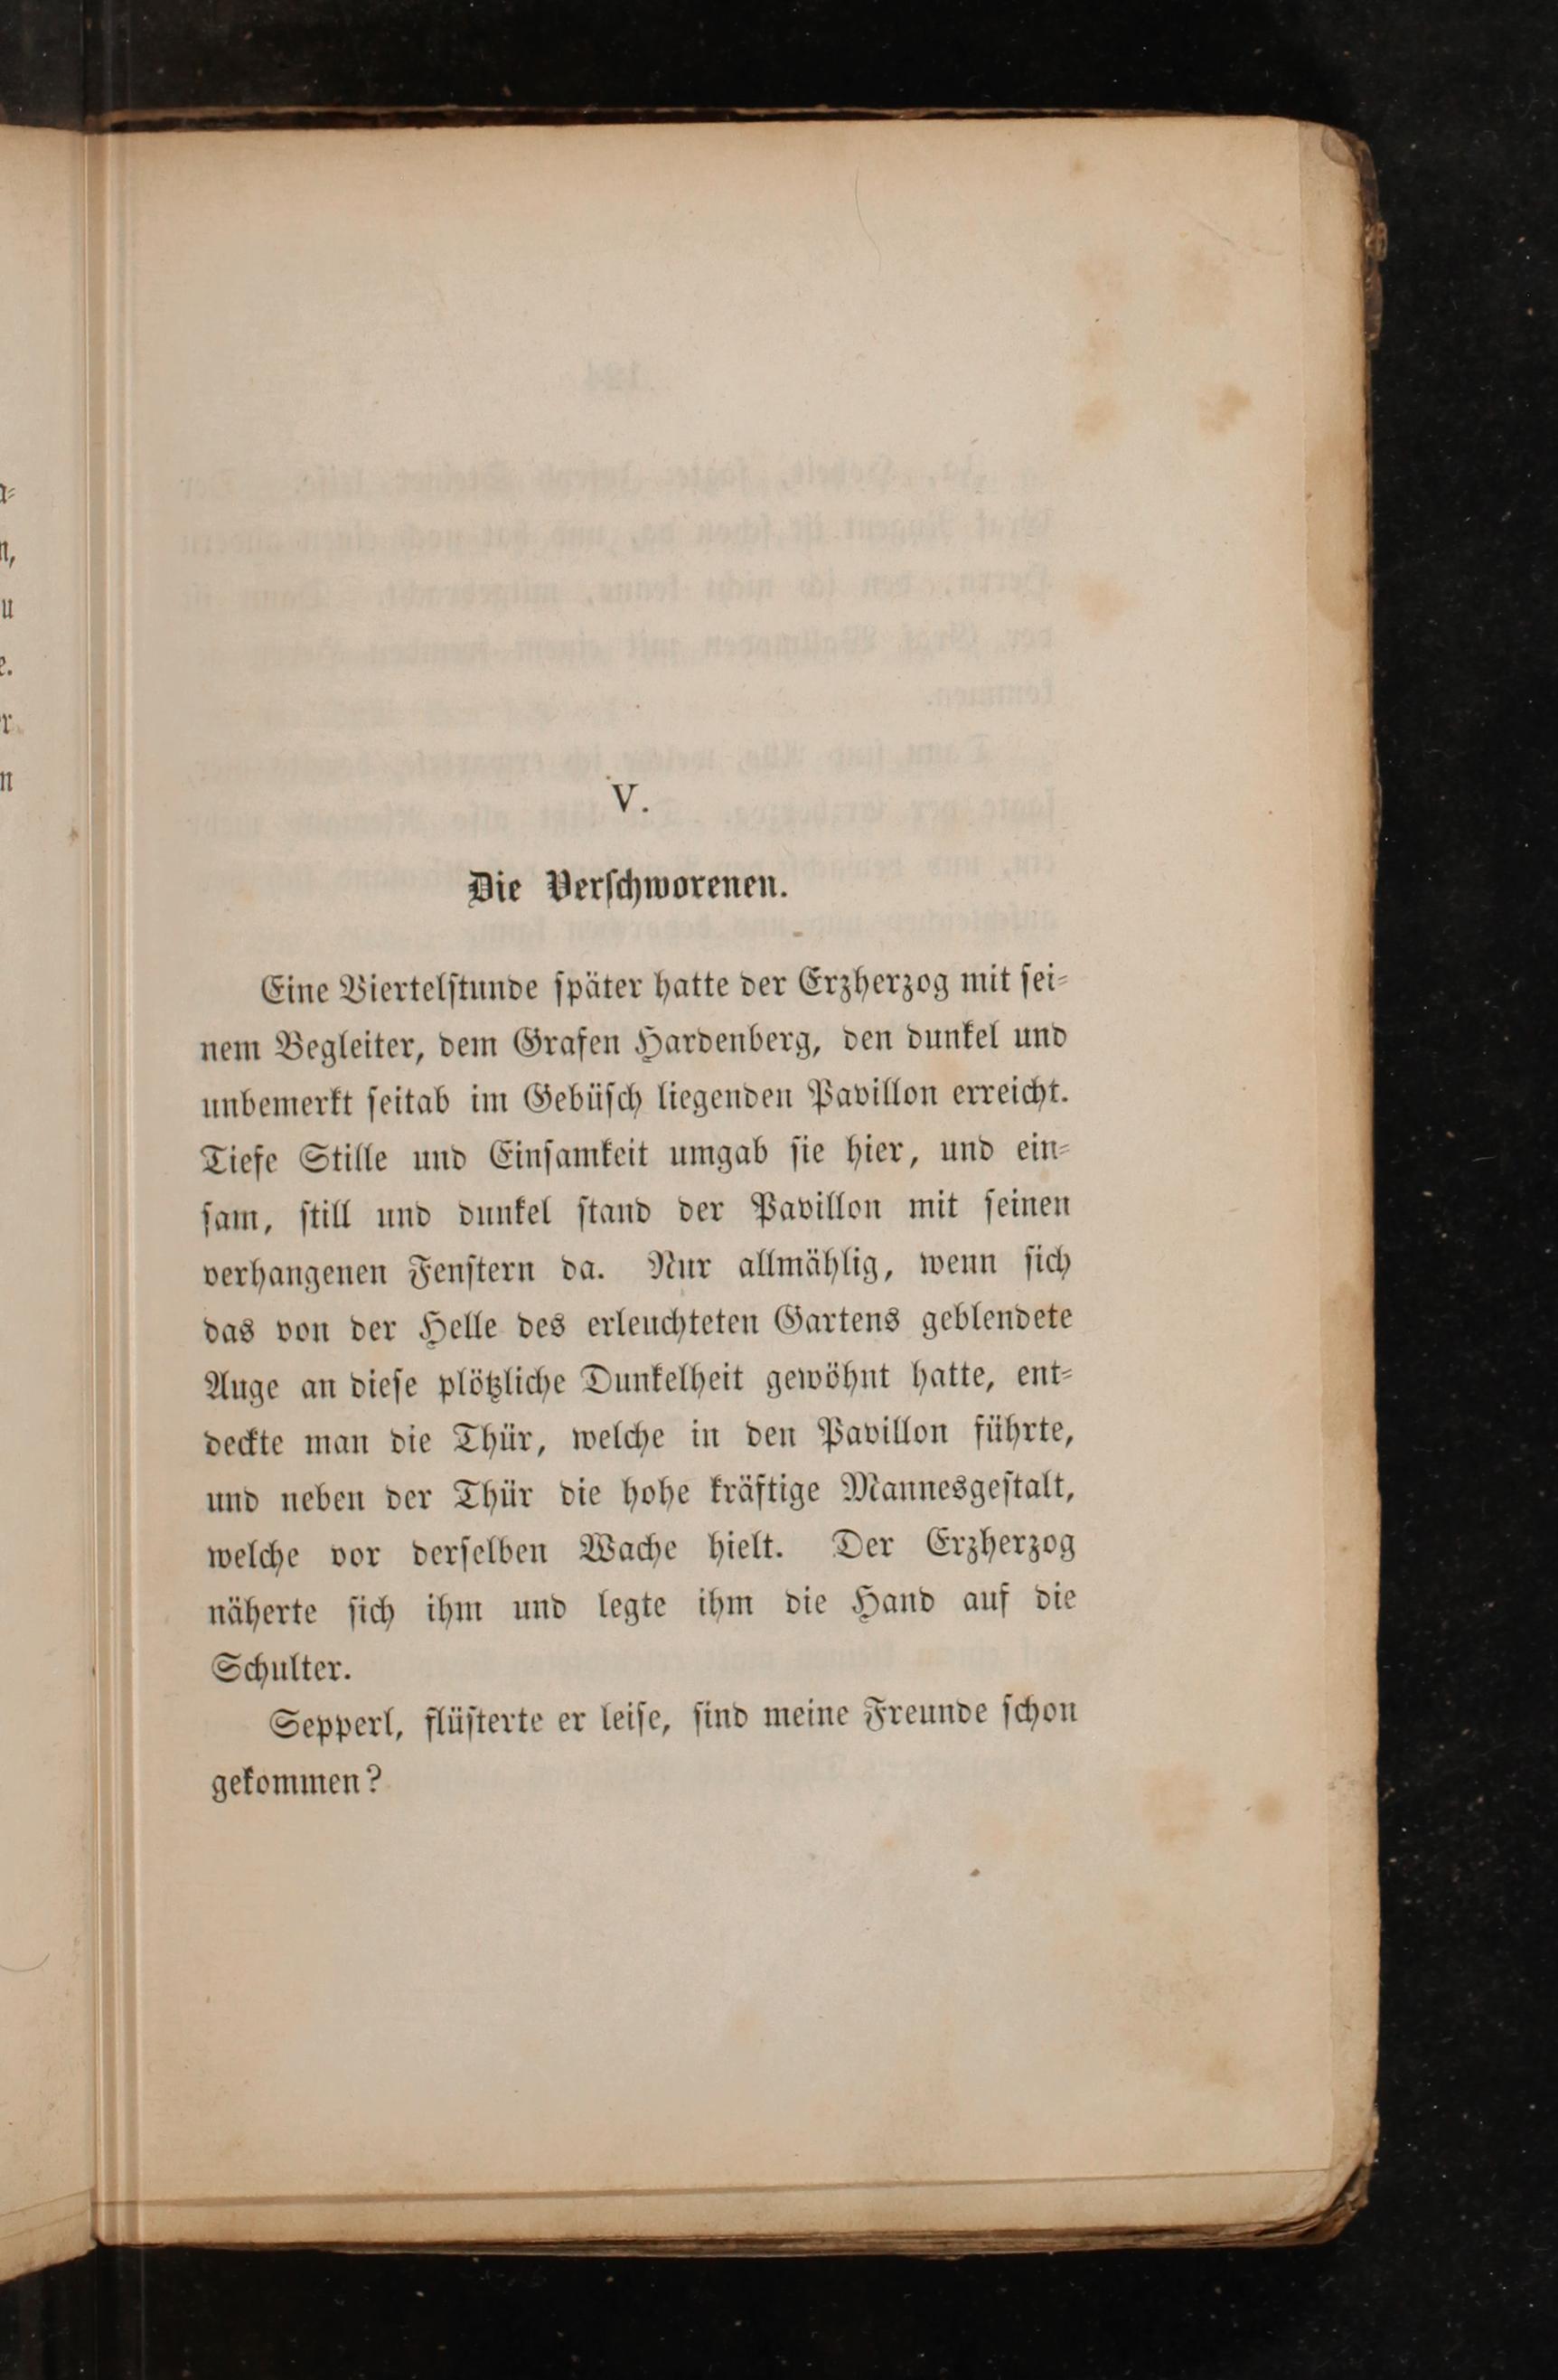 V.
Die Verschworenen.
Eine Viertelstunde später hatte der Erzherzog mit sei-
nem Begleiter, dem Grafen Hardenberg, den dunkel und
unbemerkt seitab im Gebüsch liegenden Pavillon erreicht.
Tiefe Stille und Einsamkeit umgab sie hier, und ein-
sam, still und dunkel stand der Pavillon mit seinen
verhangenen Fenstern da. Nur allmählig, wenn sich
das von der Helle des erleuchteten Gartens geblendete
Auge an diese plötzliche Dunkelheit gewöhnt hatte, ent-
deckte man die Thür, welche in den Pavillon führte,
und neben der Thür die hohe kräftige Mannesgestalt,
welche vor derselben Wache hielt. Der Erzherzog
näherte sich ihm und legte ihm die Hand auf die
Schulter.
Sepperl, flüsterte er leise, sind meine Freunde schon
gekommen?